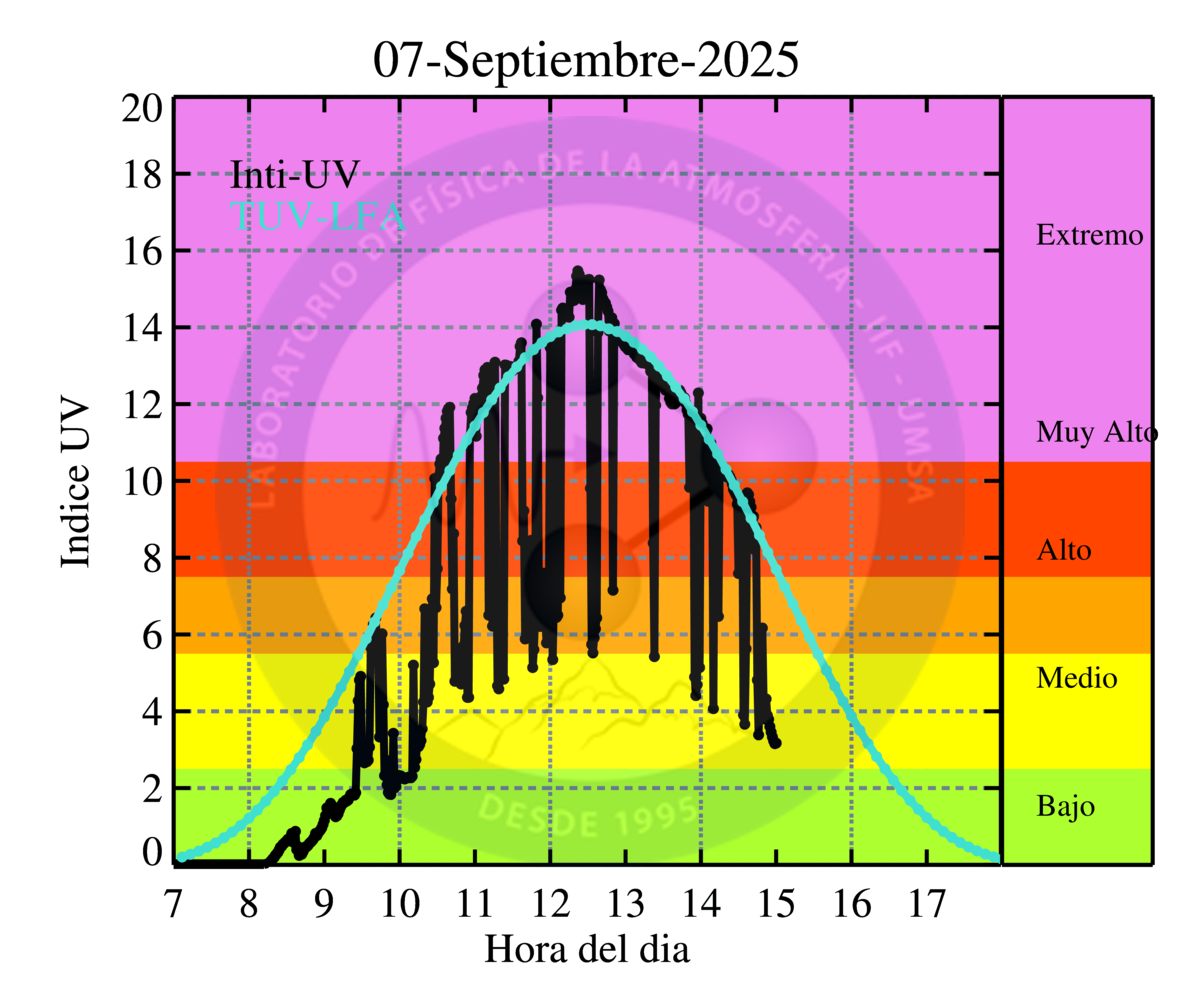 07-Septiembre-2025
20
18
16
14
12
10
8
6
4
2
0
Indice UV
Inti-UV
TUV-LFA
LABORATORIO DE FÍSICA DE LA ATMÓSFERA - IIF - UMSA
DESDE 1995
Extremo
Muy Alto
Alto
Medio
Bajo
7 8 9 10 11 12 13 14 15 16 17
Hora del dia